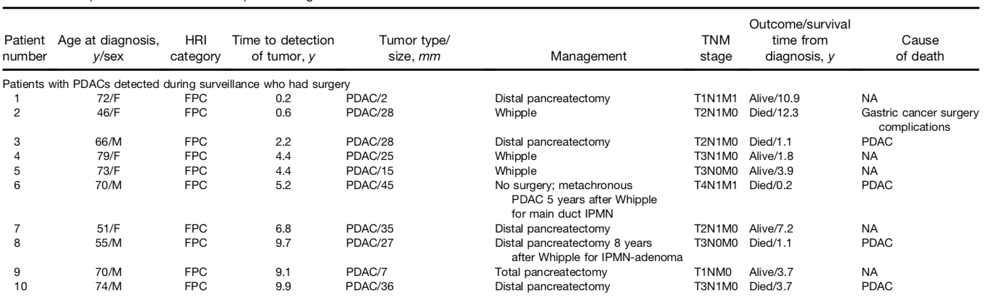 Outcome/survival
Patient Age at diagnosis, HRI Time to detection Tumor type/ TNM time from Cause
number y/sex category of tumor, y size, mm Management stage diagnosis, y of death
Patients with PDACs detected during surveillance who had surgery
1 72/F FPC 0.2 PDAC/2 Distal pancreatectomy T1N1M1 Alive/10.9 NA
2 46/F FPC 0.6 PDAC/28 Whipple T2N1M0 Died/12.3 Gastric cancer surgery
complications
3 66/M FPC 2.2 PDAC/28 Distal pancreatectomy T2N1M0 Died/1.1 PDAC
4 79/F FPC 4.4 PDAC/25 Whipple T3N1M0 Alive/1.8 NA
5 73/F FPC 4.4 PDAC/15 Whipple T3N0M0 Alive/3.9 NA
6 70/M FPC 5.2 PDAC/45 No surgery; metachronous T4N1M1 Died/0.2 PDAC
PDAC 5 years after Whipple
for main duct IPMN
7 51/F FPC 6.8 PDAC/35 Distal pancreatectomy T2N1M0 Alive/7.2 NA
8 55/M FPC 9.7 PDAC/27 Distal pancreatectomy 8 years T3N0M0 Died/1.1 PDAC
after Whipple for IPMN-adenoma
9 70/M FPC 9.1 PDAC/7 Total pancreatectomy T1NM0 Alive/3.7 NA
10 74/M FPC 9.9 PDAC/36 Distal pancreatectomy T3N1M0 Died/3.7 PDAC